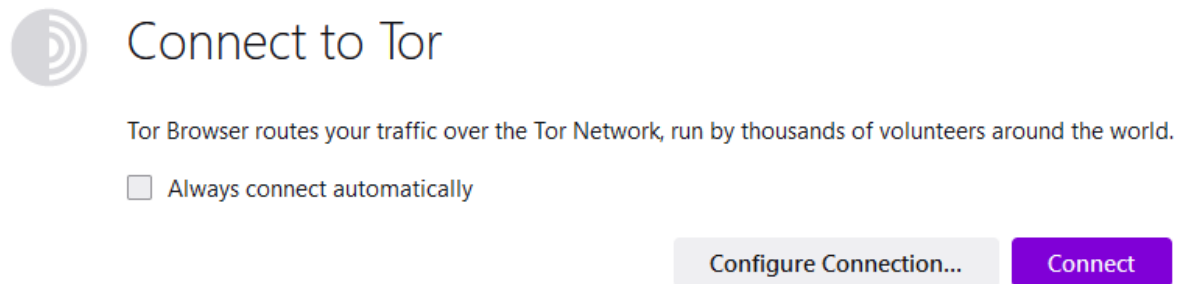 Connect to Tor
Tor Browser routes your traffic over the Tor Network, run by thousands of volunteers around the world.
Always connect automatically
Configure Connection...
Connect